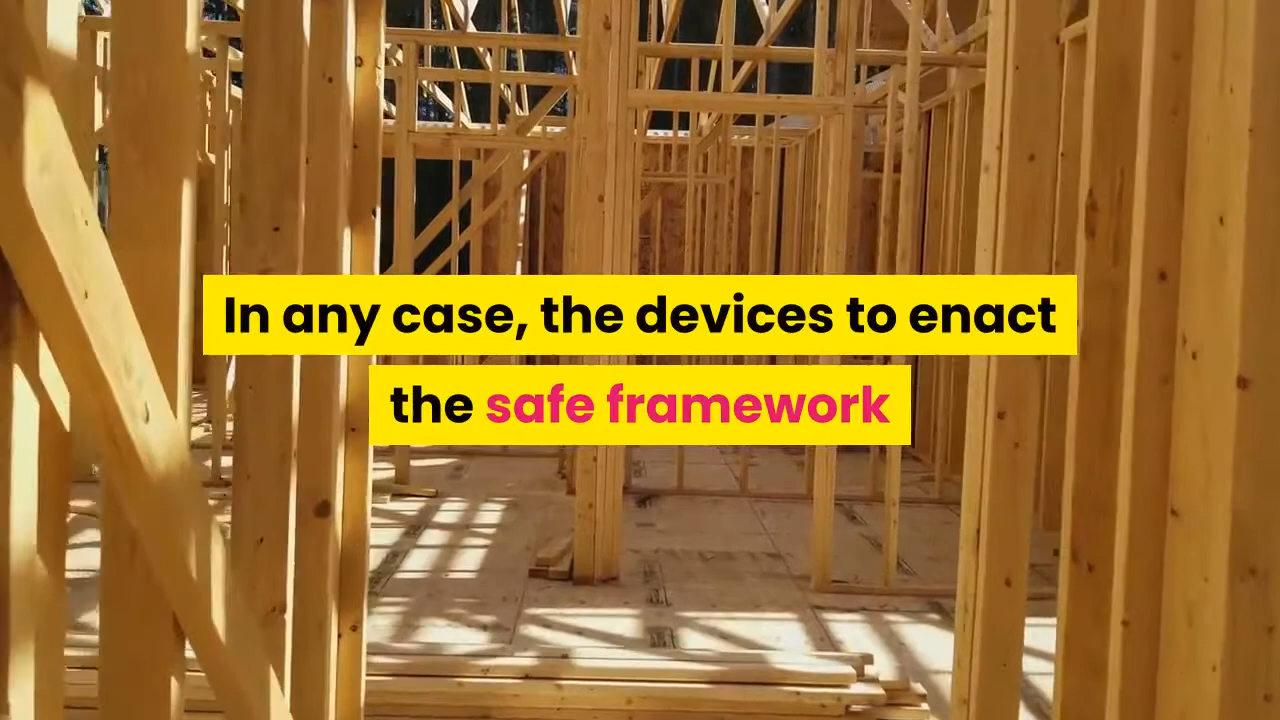 In any case, the devices to enact
the safe framework